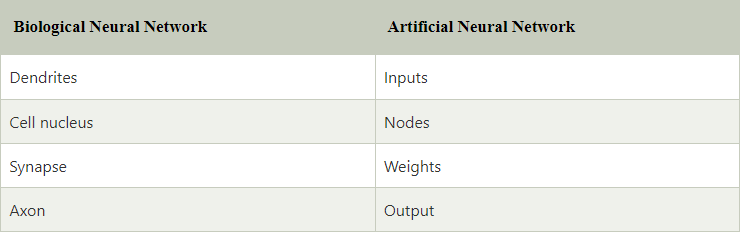 Biological Neural Network Artificial Neural Network
Dendrites Inputs
Cell nucleus Nodes
Synapse Weights
Axon Output